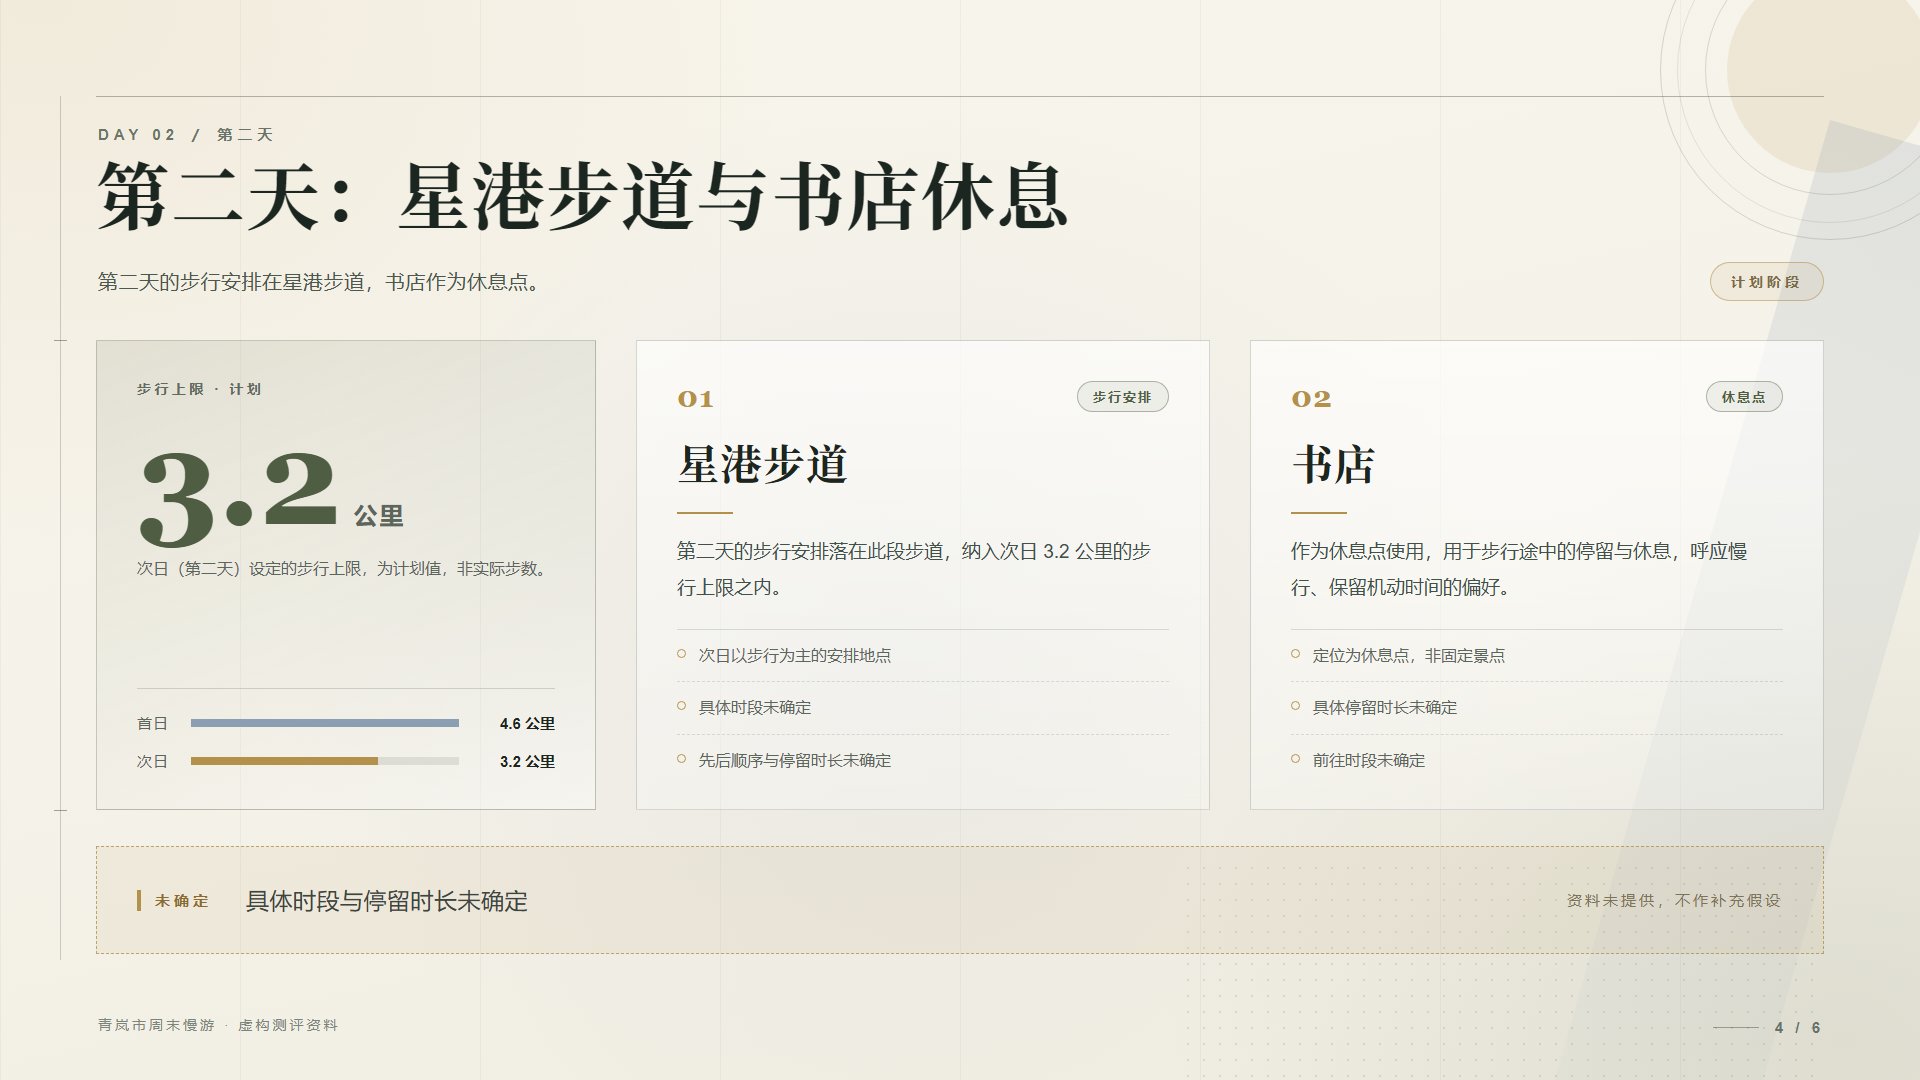 DAY 02 / 第二天
第二天：星港步道与书店休息
第二天的步行安排在星港步道，书店作为休息点。
计划阶段
步行上限 · 计划
3.2 公里
次日（第二天）设定的步行上限，为计划值，非实际步数。
首日 4.6 公里
次日 3.2 公里
01 步行安排
星港步道
第二天的步行安排落在此段步道，纳入次日 3.2 公里的步
行上限之内。
次日以步行为主的安排地点
具体时段未确定
先后顺序与停留时长未确定
02 休息点
书店
作为休息点使用，用于步行途中的停留与休息，呼应慢
行、保留机动时间的偏好。
定位为休息点，非固定景点
具体停留时长未确定
前往时段未确定
未确定 具体时段与停留时长未确定
资料未提供，不作补充假设
青岚市周末慢游 · 虚构测评资料
4 / 6